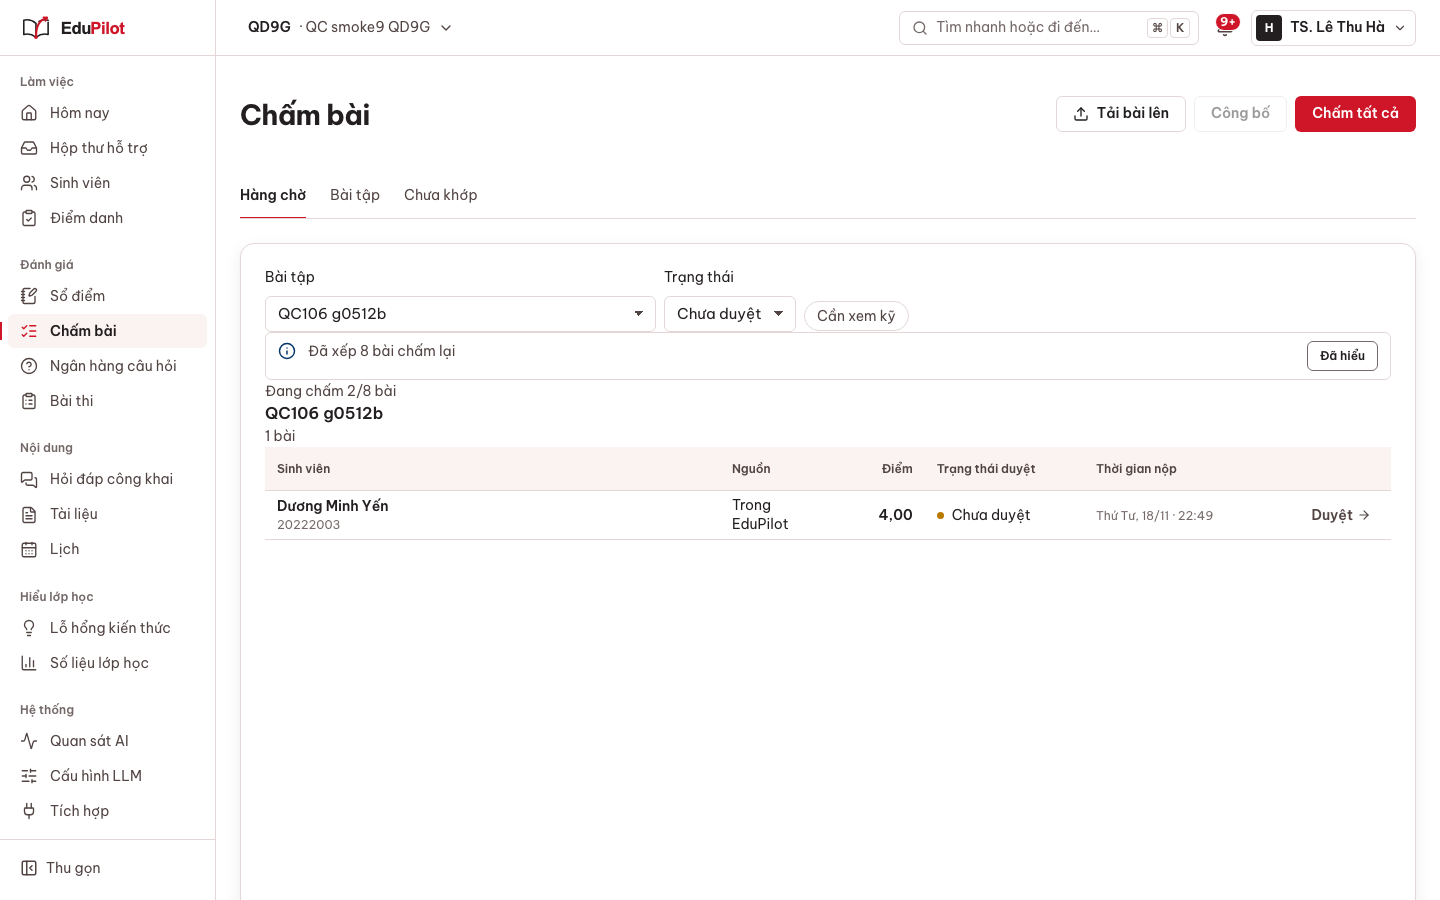 EduPilot
QD9G · QC smoke9 QD9G
Tìm nhanh hoặc đi đến...
⌘ K
9+
H
TS. Lê Thu Hà
Làm việc
Hôm nay
Hộp thư hỗ trợ
Sinh viên
Điểm danh
Đánh giá
Sổ điểm
Chấm bài
Ngân hàng câu hỏi
Bài thi
Nội dung
Hỏi đáp công khai
Tài liệu
Lịch
Hiểu lớp học
Lỗ hổng kiến thức
Số liệu lớp học
Hệ thống
Quan sát AI
Cấu hình LLM
Tích hợp
Thu gọn
Chấm bài
Tải bài lên
Công bố
Chấm tất cả
Hàng chờ
Bài tập
Chưa khớp
Bài tập
Trạng thái
QC106 g0512b
Chưa duyệt
Cần xem kỹ
Đã xếp 8 bài chấm lại
Đã hiểu
Đang chấm 2/8 bài
QC106 g0512b
1 bài
Sinh viên Nguồn Điểm Trạng thái duyệt Thời gian nộp
Dương Minh Yến
20222003
Trong
EduPilot
4,00
Chưa duyệt
Thứ Tư, 18/11 · 22:49
Duyệt →